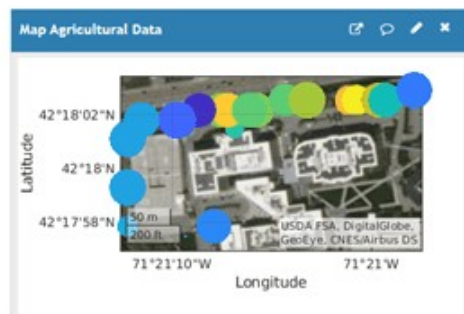 Map Agricultural Data
42°18'02"N
42°18'N
42°17'58"N
Latitude
50 m
200 ft
USDA FSA, DigitalGlobe,
GeoEye, CNES/Airbus DS
71°21'10"W
71°21'W
Longitude